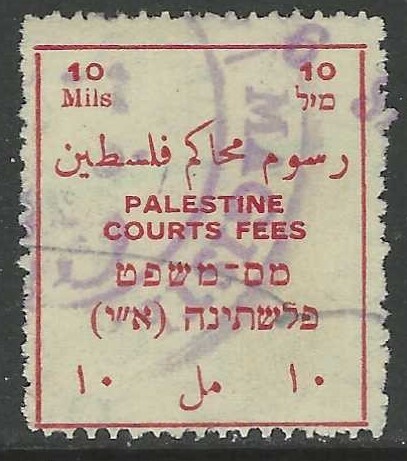 10 10
Mils מיל
رسوم محاكم فلسطين
PALESTINE
COURTS FEES
מס־משפט
פלשתינה (א״י)
١٠ مل ١٠